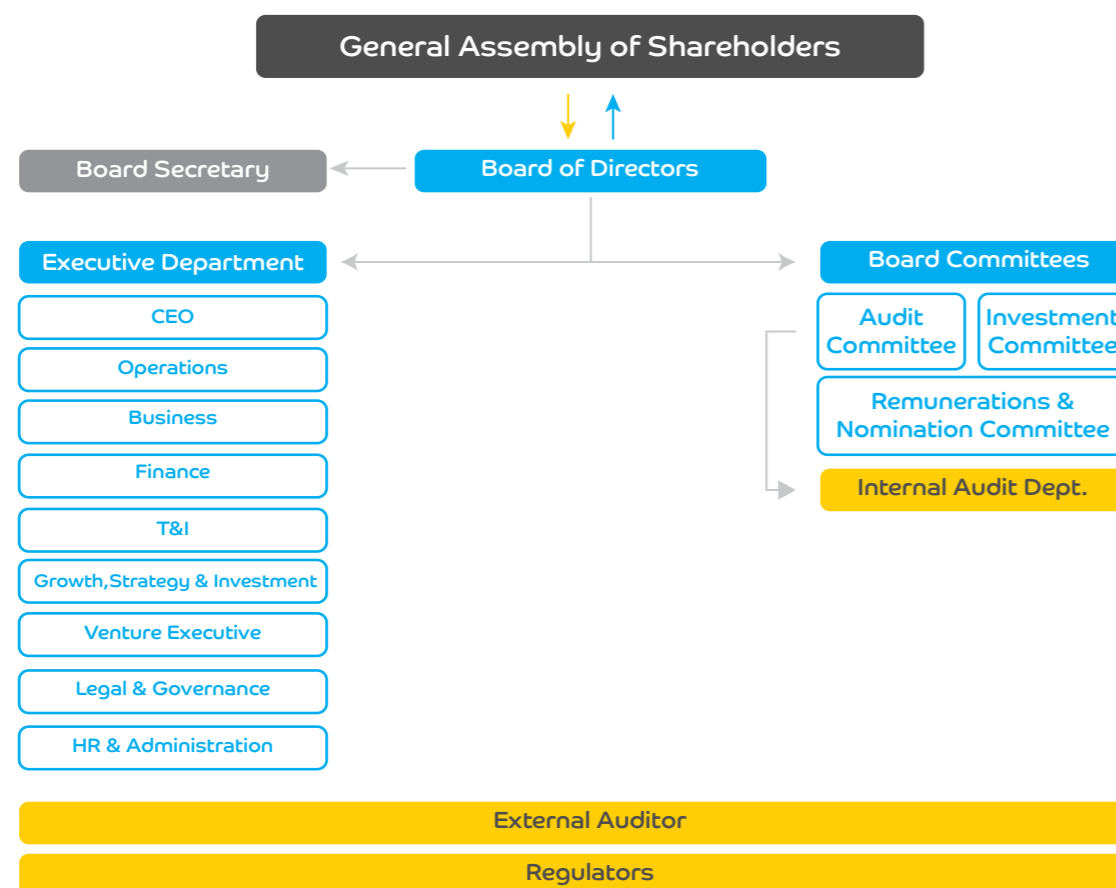 General Assembly of Shareholders
Board Secretary
Board of Directors
Executive Department
Board Committees
CEO
Operations
Business
Finance
T&I
Growth,Strategy & Investment
Venture Executive
Legal & Governance
HR & Administration
Audit
Committee
Investment
Committee
Remunerations &
Nomination Committee
Internal Audit Dept.
External Auditor
Regulators